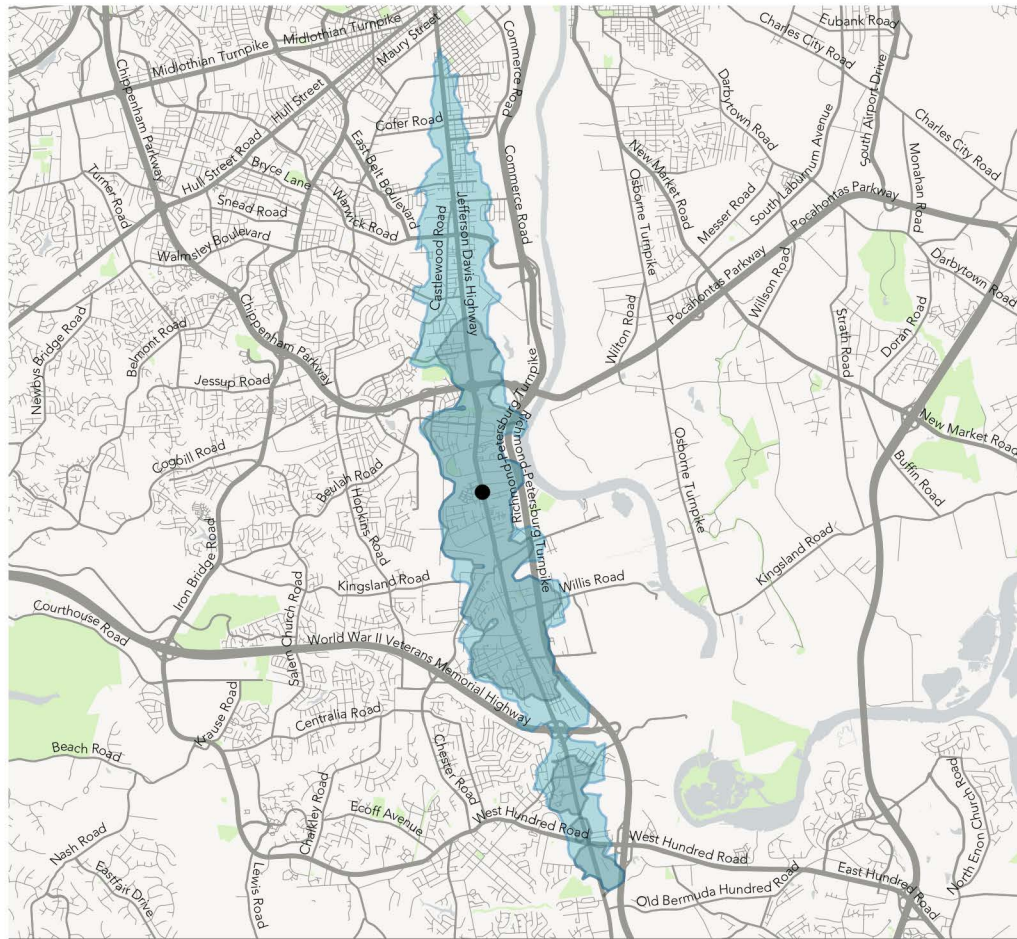 Midlothian Turnpike
Midlothian Turnpike
Maury Street
Hull Street
Hull Street Road
Chippenham Parkway
Commerce Road
Commerce Road
Cofer Road
East Belt Boulevard
Bryce Lane
Snead Road
Warwick Road
Turner Road
Walmsley Boulevard
Castlewood Road
Jefferson Davis Highway
Charles City Road
Eubank Road
Darbytown Road
South Airport Drive
Charles City Road
New Market Road
South Laburnum Avenue
Monahan Road
Messer Road
Pocahontas Parkway
Osborne Turnpike
Pocahontas Parkway
Willson Road
Wilton Road
Darbytown Road
Doran Road
Strath Road
Newbys Bridge Road
Belmont Road
Chippenham Parkway
Jessup Road
Richmond-Petersburg Turnpike
Richmond-Petersburg Turnpike
New Market Road
Buffin Road
Cogbill Road
Beulah Road
Hopkins Road
Osborne Turnpike
Iron Bridge Road
Kingsland Road
Kingsland Road
Willis Road
Courthouse Road
Salem Church Road
World War II Veterans Memorial Highway
Krause Road
Centralia Road
Beach Road
Chester Road
Chalkley Road
Ecoff Avenue
West Hundred Road
West Hundred Road
Nash Road
Eastfair Drive
Lewis Road
Old Bermuda Hundred Road
East Hundred Road
North Enon Church Road